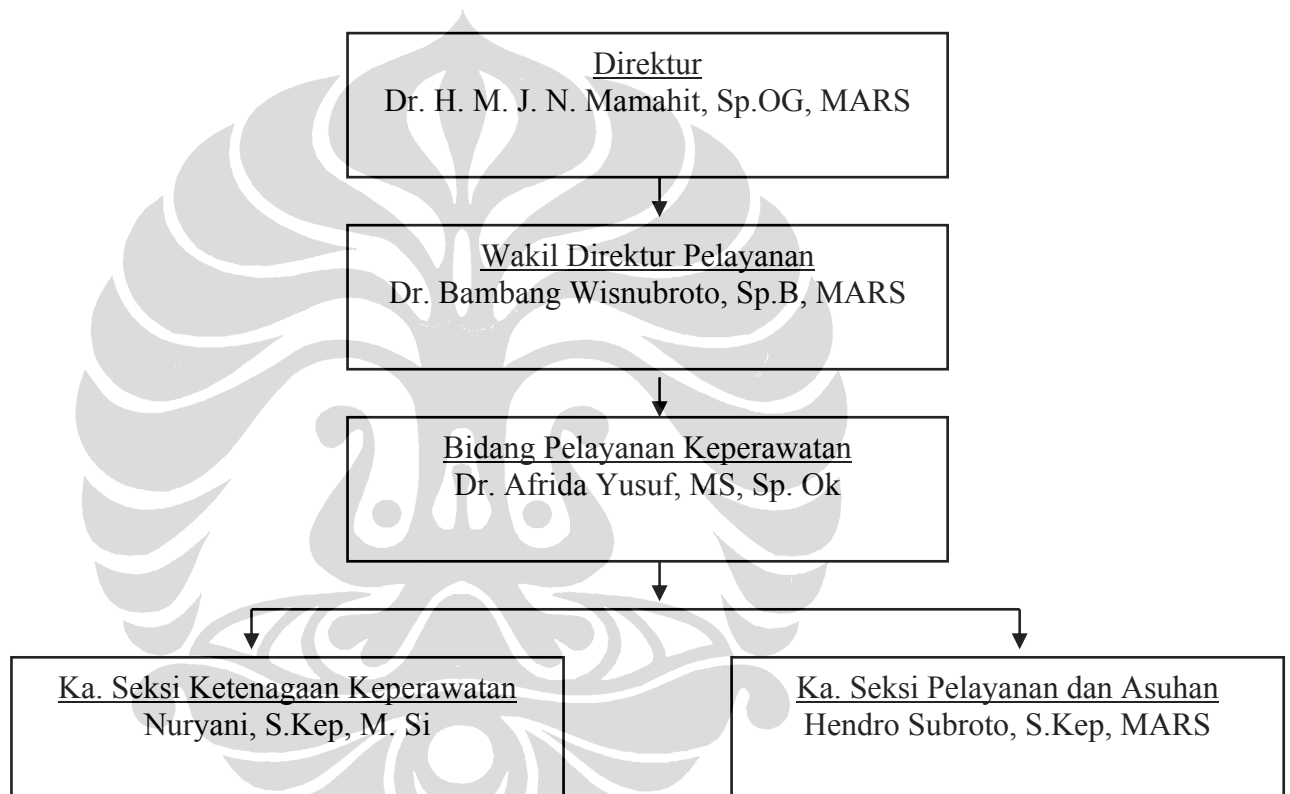 Direktur
Dr. H. M. J. N. Mamahit, Sp.OG, MARS
Wakil Direktur Pelayanan
Dr. Bambang Wisnubroto, Sp.B, MARS
Bidang Pelayanan Keperawatan
Dr. Afrida Yusuf, MS, Sp. Ok
Ka. Seksi Ketenagaan Keperawatan
Nuryani, S.Kep, M. Si
Ka. Seksi Pelayanan dan Asuhan
Hendro Subroto, S.Kep, MARS